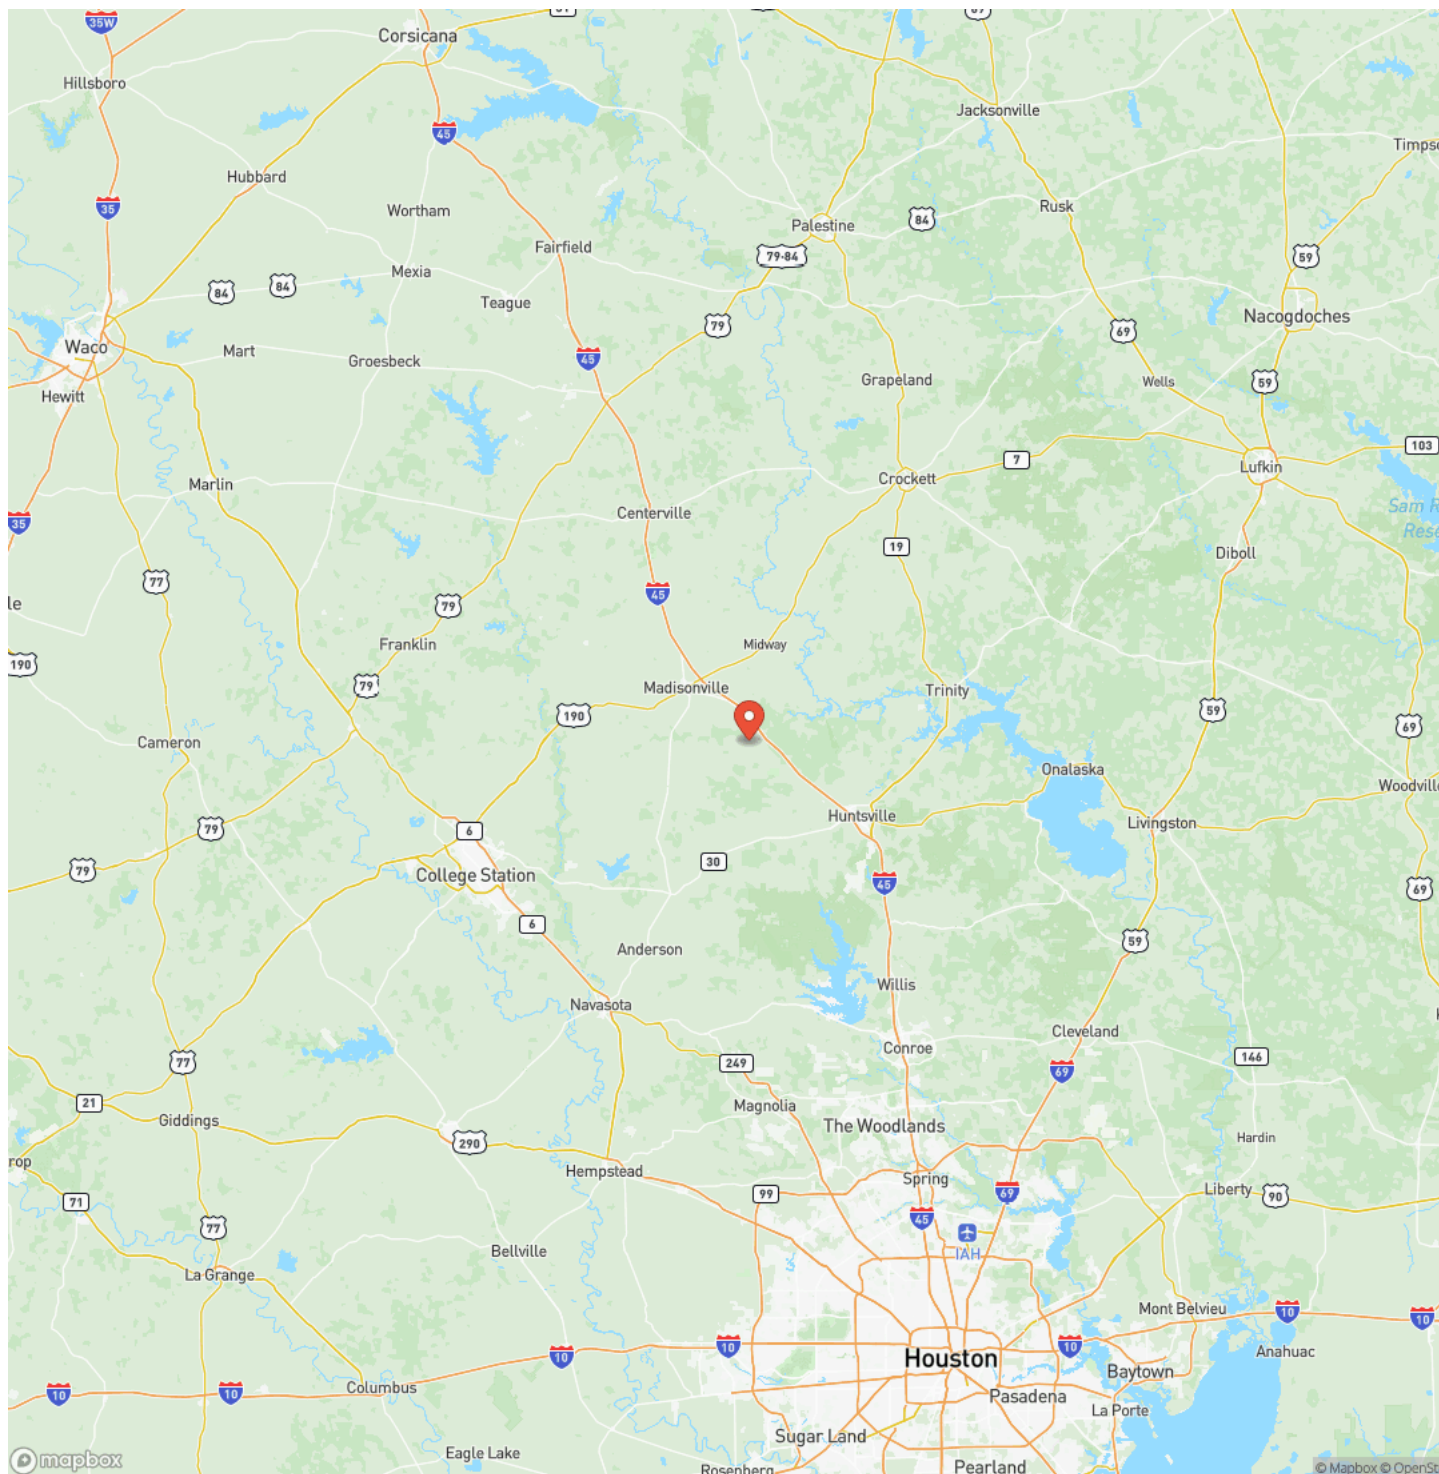 35W
31
69
Corsicana
Hillsboro
Jacksonville
45
Timpso
Hubbard
35
Wortham
Rusk
Palestine
84
Fairfield
79-84
59
Mexia
84
84
Teague
Nacogdoches
79
69
Waco
Mart
Groesbeck
45
Grapeland
Wells
59
Hewitt
103
7
Lufkin
Crockett
Marlin
Sam R
Centerville
35
Rese
19
Diboll
77
45
79
le
Franklin
Midway
190
79
Madisonville
Trinity
59
190
69
Cameron
Onalaska
Woodville
Huntsville
Livingston
79
6
30
79
College Station
45
69
6
59
Anderson
Willis
Navasota
Cleveland
Conroe
146
77
249
69
21
Magnolia
Giddings
The Woodlands
290
Hardin
rop
Hempstead
Spring
Liberty
99
69
90
71
45
77
IAH
Bellville
La Grange
Mont Belvieu
10
10
10
10
10
Houston
Anahuac
Baytown
Columbus
10
10
Pasadena
La Porte
Sugar Land
Eagle Lake
mapbox
Rosenberg
Pearland
© Mapbox © OpenSt